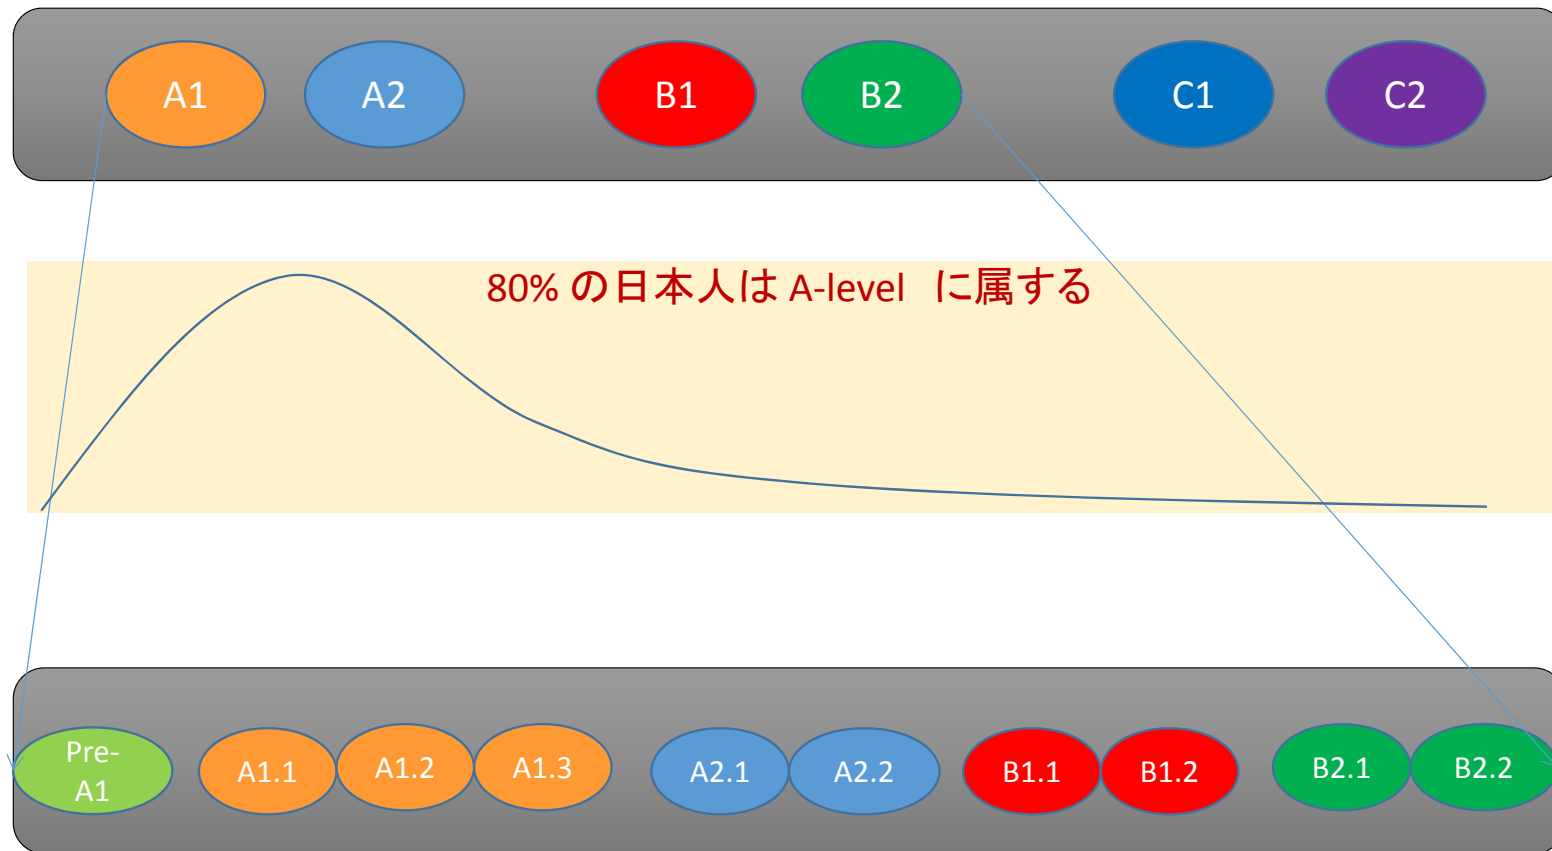 A1 A2 B1 B2 C1 C2
80% の日本人は A-level に属する
Pre-
A1
A1.1 A1.2 A1.3 A2.1 A2.2 B1.1 B1.2 B2.1 B2.2